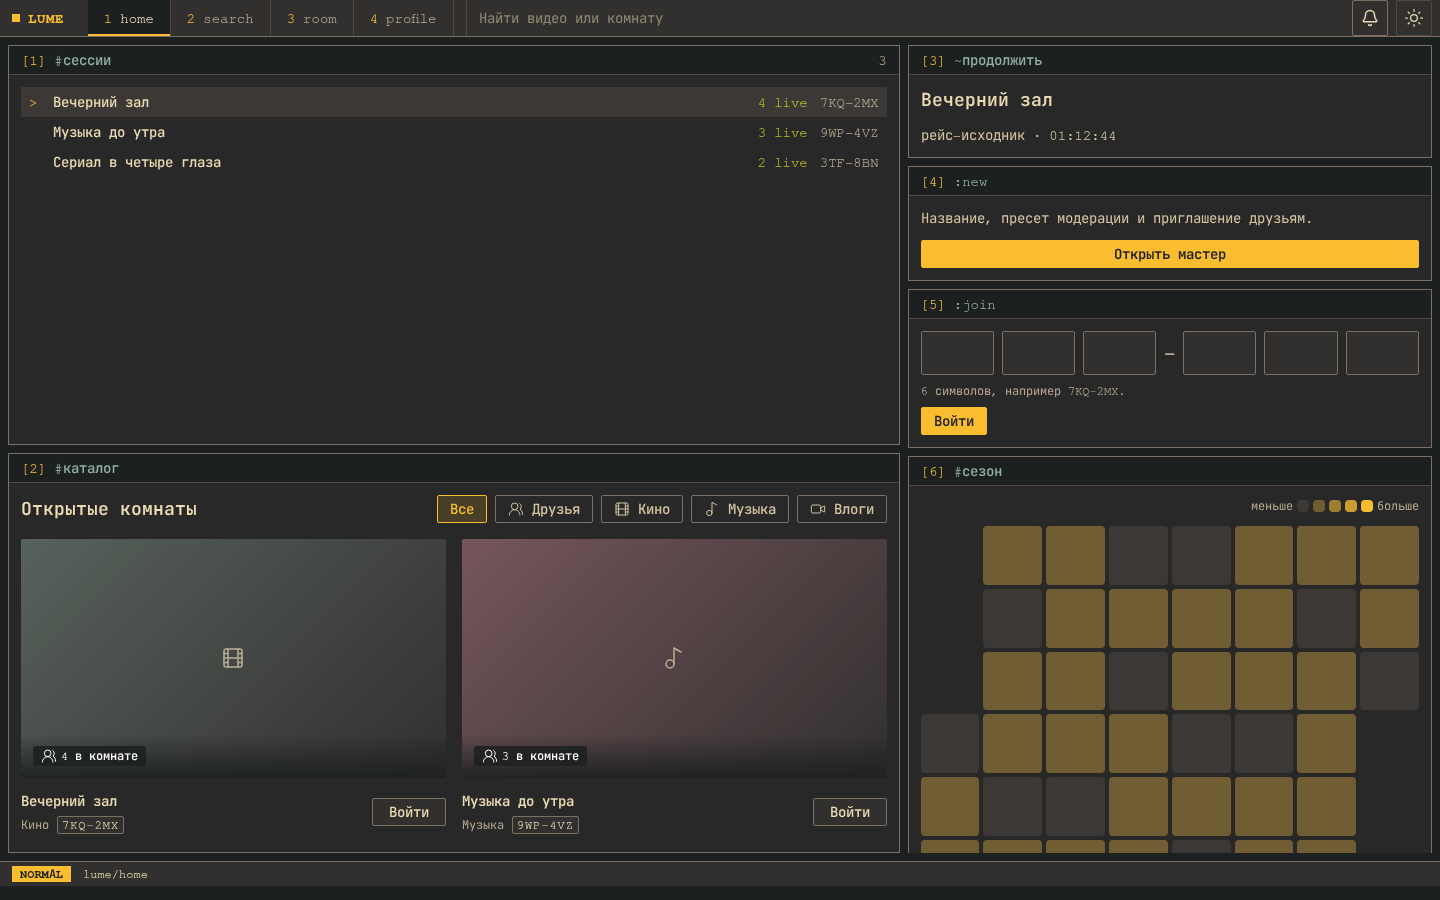 LUME 1 home 2 search 3 room 4 profile Найти видео или комнату
[1] #сессии 3
> Вечерний зал 4 live 7KQ-2MX
Музыка до утра 3 live 9WP-4VZ
Сериал в четыре глаза 2 live 3TF-8BN
[2] #каталог
Открытые комнаты Все Друзья Кино Музыка Влоги
4 в комнате 3 в комнате
Вечерний зал Войти Музыка до утра Войти
Кино 7KQ-2MX Музыка 9WP-4VZ
[3] ~продолжить
Вечерний зал
рейс-исходник · 01:12:44
[4] :new
Название, пресет модерации и приглашение друзьям.
Открыть мастер
[5] :join
–
6 символов, например 7KQ-2MX.
Войти
[6] #сезон
меньше больше
NORMAL lume/home